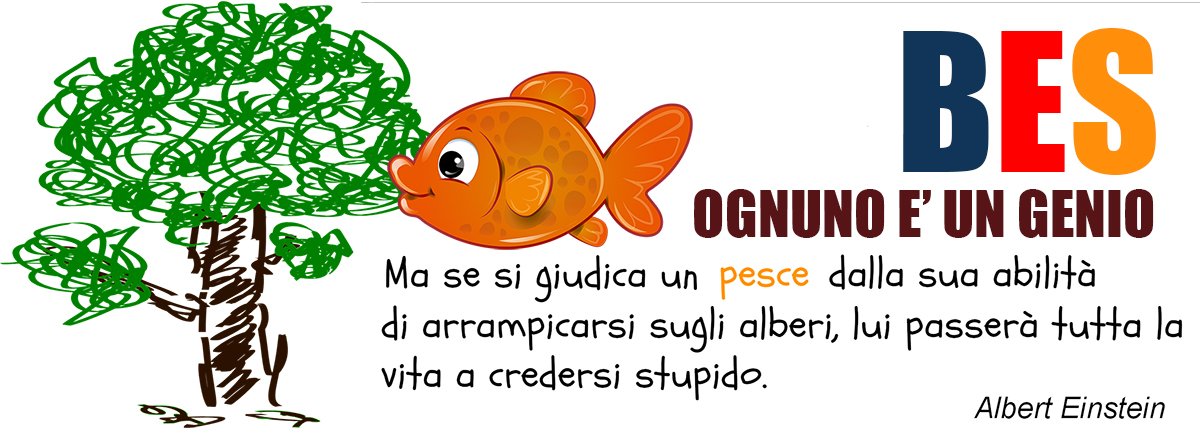 BES
OGNUNO E' UN GENIO
Ma se si giudica un pesce dalla sua abilità
di arrampicarsi sugli alberi, lui passerà tutta la
vita a credersi stupido.
Albert Einstein